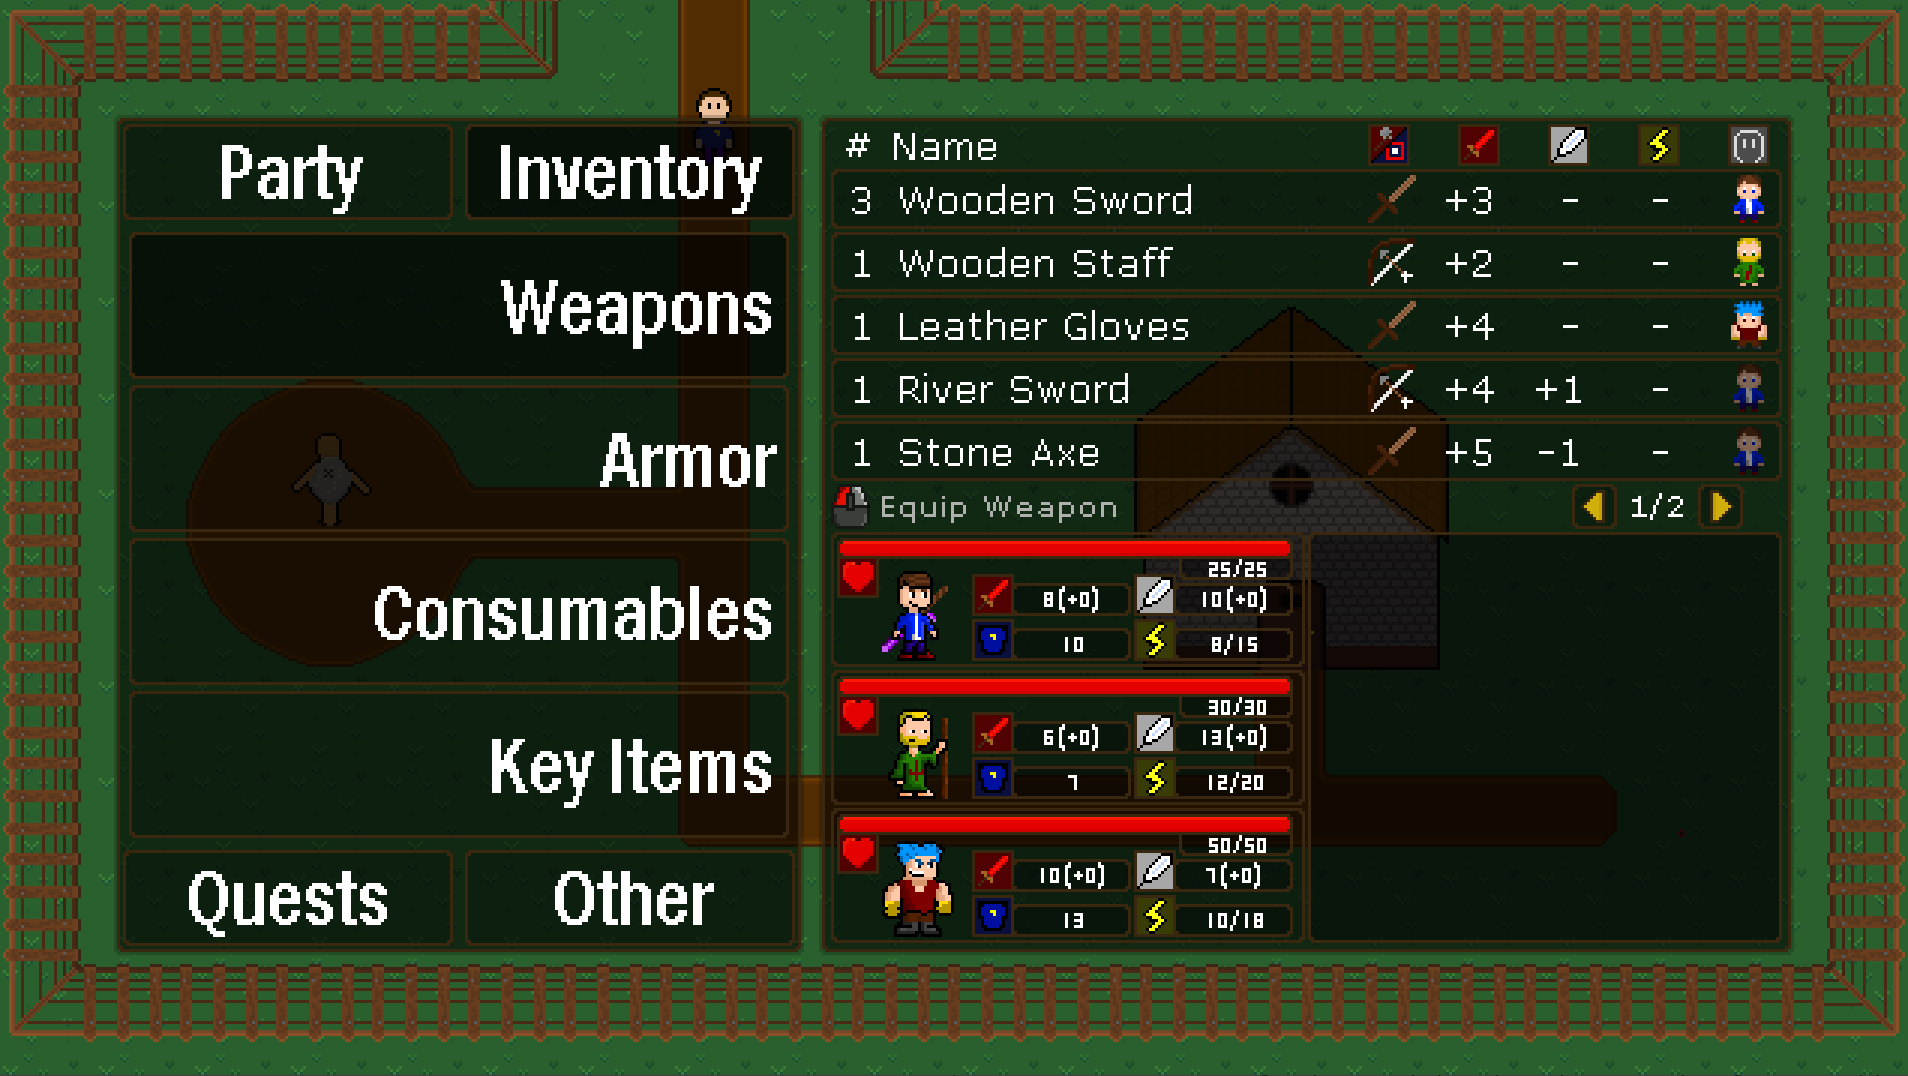 Party
Inventory
Weapons
Armor
Consumables
Key Items
Quests
Other
# Name
3 Wooden Sword +3 - -
1 Wooden Staff +2 - -
1 Leather Gloves +4 - -
1 River Sword +4 +1 -
1 Stone Axe +5 -1 -
Equip Weapon 1/2
25/25
8(+0) 10(+0)
10 8/15
30/30
6(+0) 13(+0)
7 12/20
50/50
10(+0) 7(+0)
13 10/18